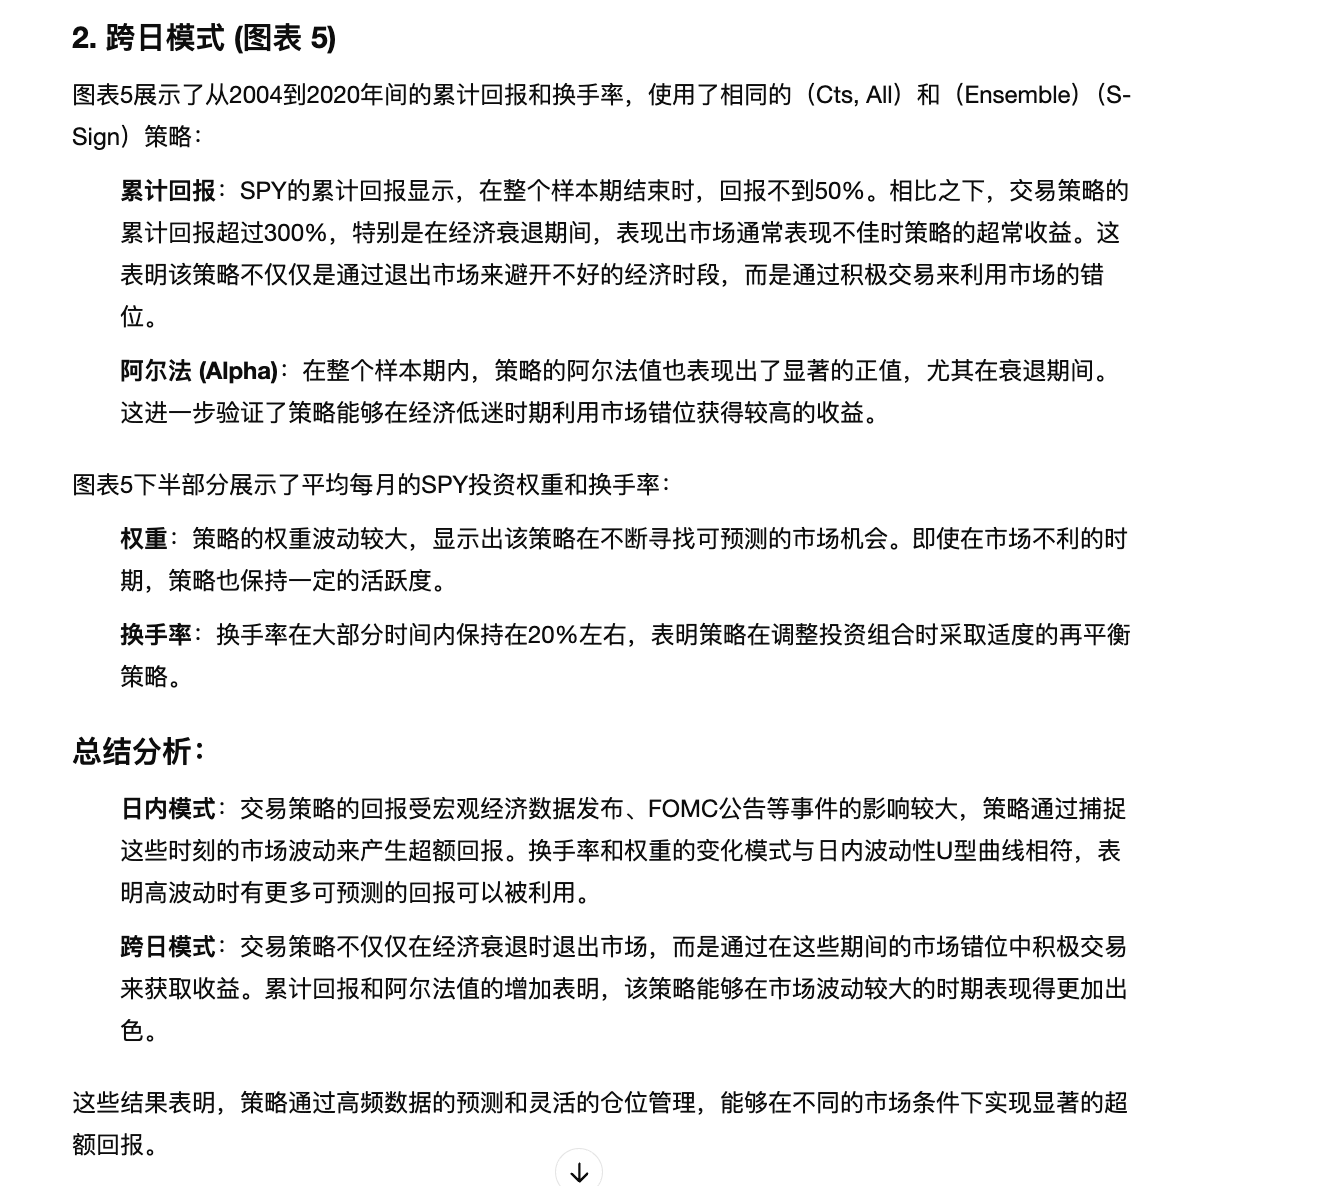 2. 跨日模式 (图表 5)
图表5展示了从2004到2020年间的累计回报和换手率，使用了相同的（Cts, All）和（Ensemble）（S-
Sign）策略：
累计回报：SPY的累计回报显示，在整个样本期结束时，回报不到50%。相比之下，交易策略的
累计回报超过300%，特别是在经济衰退期间，表现出市场通常表现不佳时策略的超常收益。这
表明该策略不仅仅是通过退出市场来避开不好的经济时段，而是通过积极交易来利用市场的错
位。
阿尔法 (Alpha)：在整个样本期内，策略的阿尔法值也表现出了显著的正值，尤其在衰退期间。
这进一步验证了策略能够在经济低迷时期利用市场错位获得较高的收益。
图表5下半部分展示了平均每月的SPY投资权重和换手率：
权重：策略的权重波动较大，显示出该策略在不断寻找可预测的市场机会。即使在市场不利的时
期，策略也保持一定的活跃度。
换手率：换手率在大部分时间内保持在20%左右，表明策略在调整投资组合时采取适度的再平衡
策略。
总结分析：
日内模式：交易策略的回报受宏观经济数据发布、FOMC公告等事件的影响较大，策略通过捕捉
这些时刻的市场波动来产生超额回报。换手率和权重的变化模式与日内波动性U型曲线相符，表
明高波动时有更多可预测的回报可以被利用。
跨日模式：交易策略不仅仅在经济衰退时退出市场，而是通过在这些期间的市场错位中积极交易
来获取收益。累计回报和阿尔法值的增加表明，该策略能够在市场波动较大的时期表现得更加出
色。
这些结果表明，策略通过高频数据的预测和灵活的仓位管理，能够在不同的市场条件下实现显著的超
额回报。